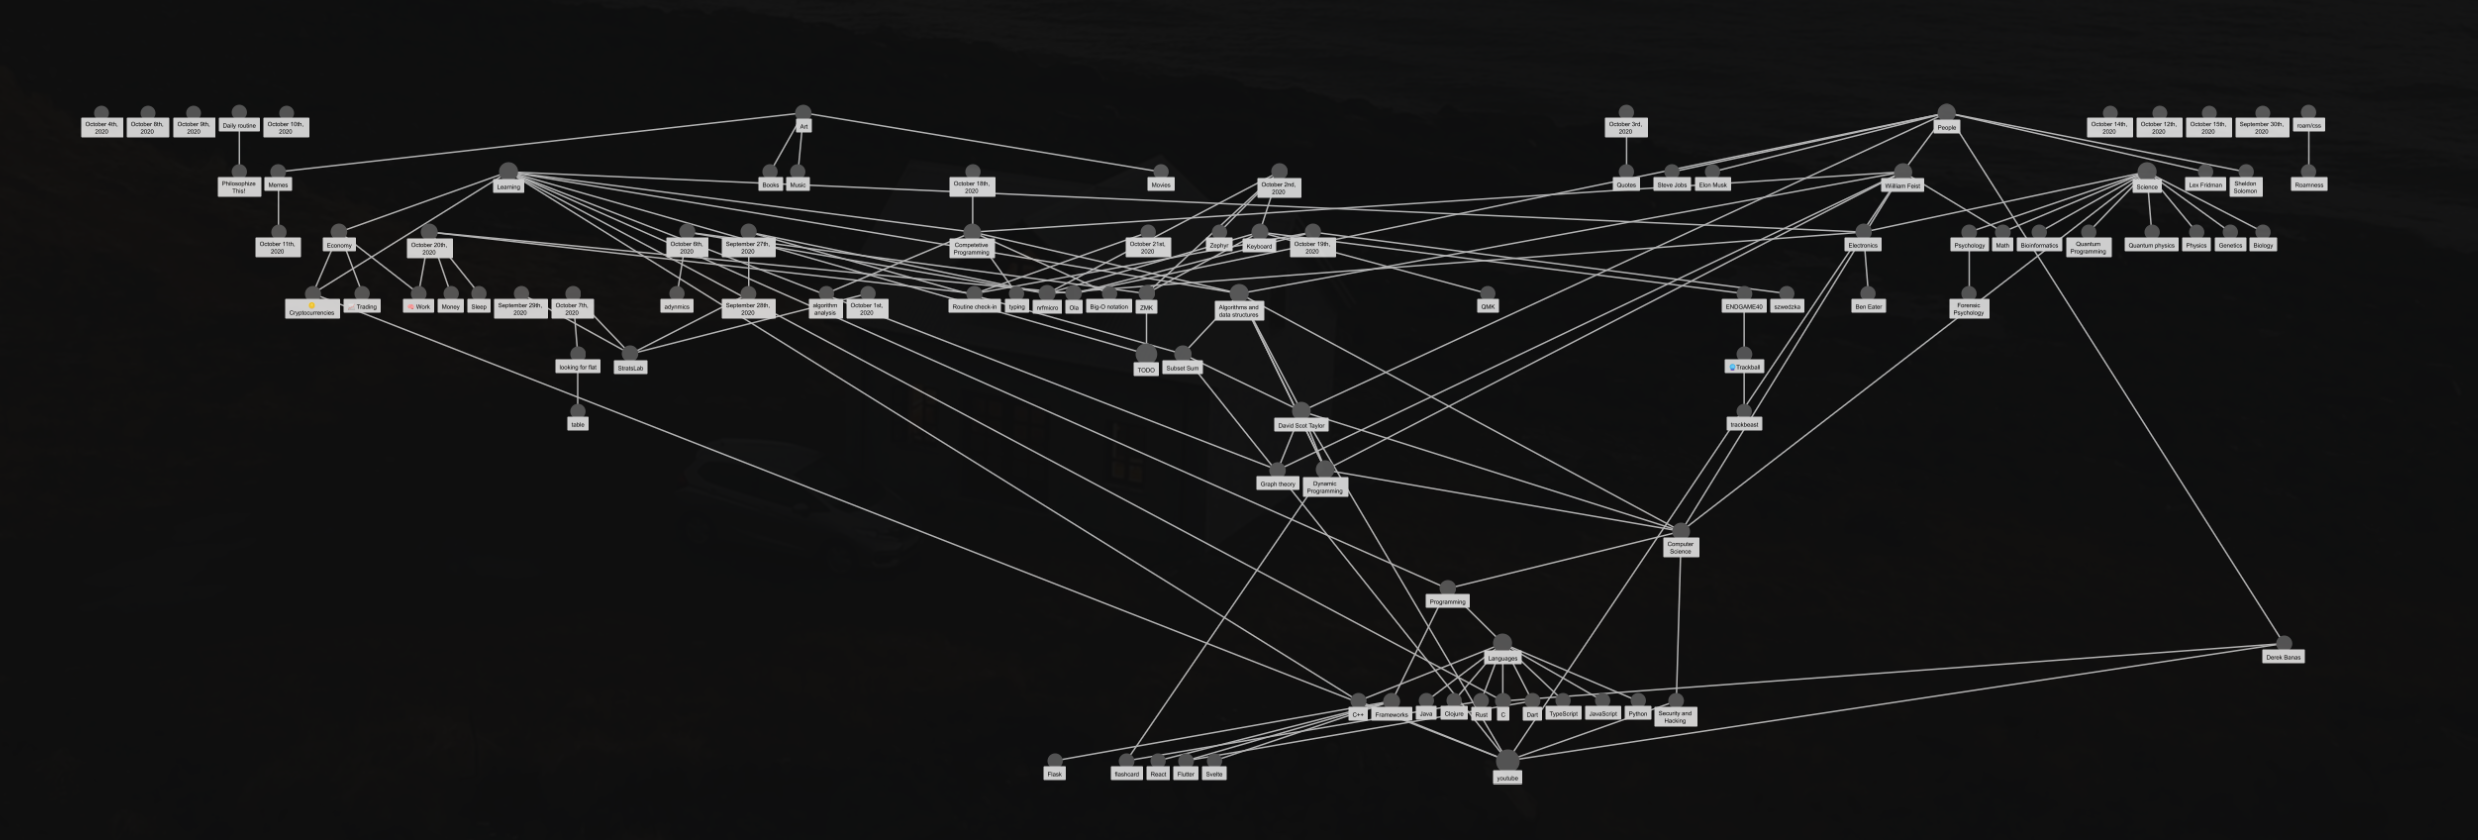 October 4th,
2020
October 8th,
2020
October 9th,
2020
Daily routine
October 10th,
2020
Art
October 3rd,
2020
People
October 14th,
2020
October 12th,
2020
October 15th,
2020
September 30th,
2020
roam/css
Philosophize
This!
Memes
Learning
Books
Music
October 18th,
2020
Movies
October 2nd,
2020
Quotes
Steve Jobs
Elon Musk
William Feist
Science
Lex Fridman
Sheldon
Solomon
Roamness
October 11th,
2020
Economy
October 20th,
2020
October 6th,
2020
September 27th,
2020
Competetive
Programming
October 21st,
2020
Zephyr
Keyboard
October 19th,
2020
Electronics
Psychology
Math
Bioinformatics
Quantum
Programming
Quantum physics
Physics
Genetics
Biology
Cryptocurrencies
Trading
Work
Money
Sleep
September 29th,
2020
October 7th,
2020
adynmics
September 28th,
2020
algorithm
analysis
October 1st,
2020
Routine check-in
typing
nrfmicro
Ola
Big-O notation
ZMK
Algorithms and
data structures
QMK
ENDGAME40
szwedzka
Ben Eater
Forensic
Psychology
looking for flat
StratsLab
TODO
Subset Sum
Trackball
table
David Scot Taylor
trackbeast
Graph theory
Dynamic
Programming
Computer
Science
Programming
Languages
Derek Banas
C++
Frameworks
Java
Clojure
Rust
C
Dart
TypeScript
JavaScript
Python
Security and
Hacking
Flask
flashcard
React
Flutter
Svelte
youtube